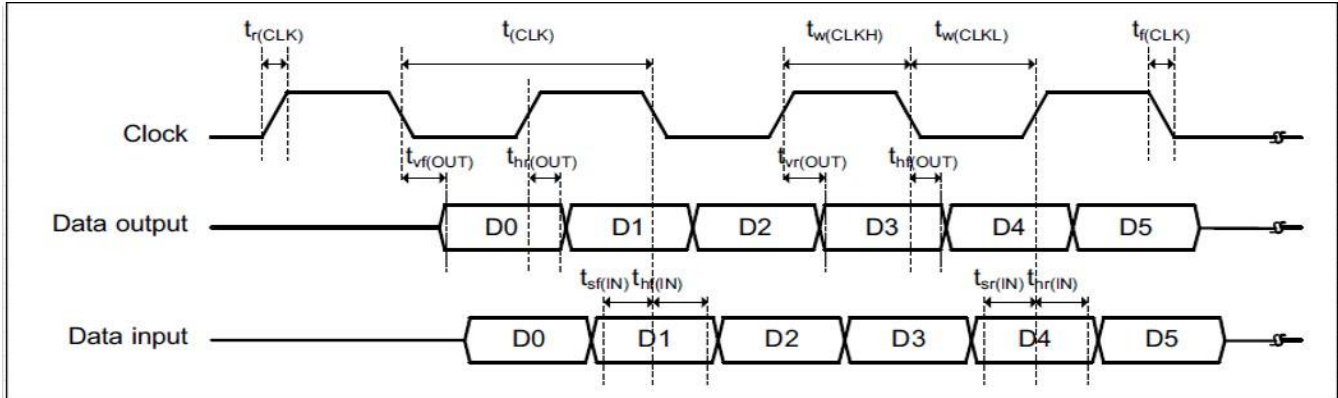 tr(CLK) t(CLK) tw(CLKH) tw(CLKL) tf(CLK)
Clock
tvf(OUT) thr(OUT) tvr(OUT) thf(OUT)
Data output D0 D1 D2 D3 D4 D5
tsf(IN) thf(IN) tsr(IN) thr(IN)
Data input D0 D1 D2 D3 D4 D5